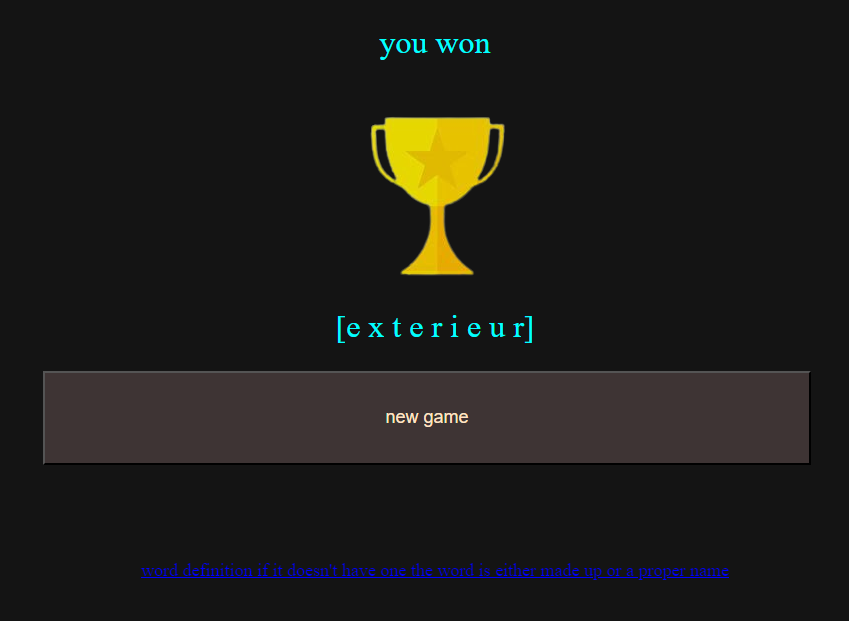 you won
[e x t e r i e u r]
new game
word definition if it doesn't have one the word is either made up or a proper name